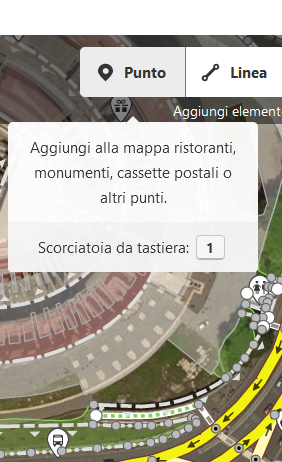 Punto Linea
Aggiungi element
Aggiungi alla mappa ristoranti,
monumenti, cassette postali o
altri punti.
Scorciatoia da tastiera: 1